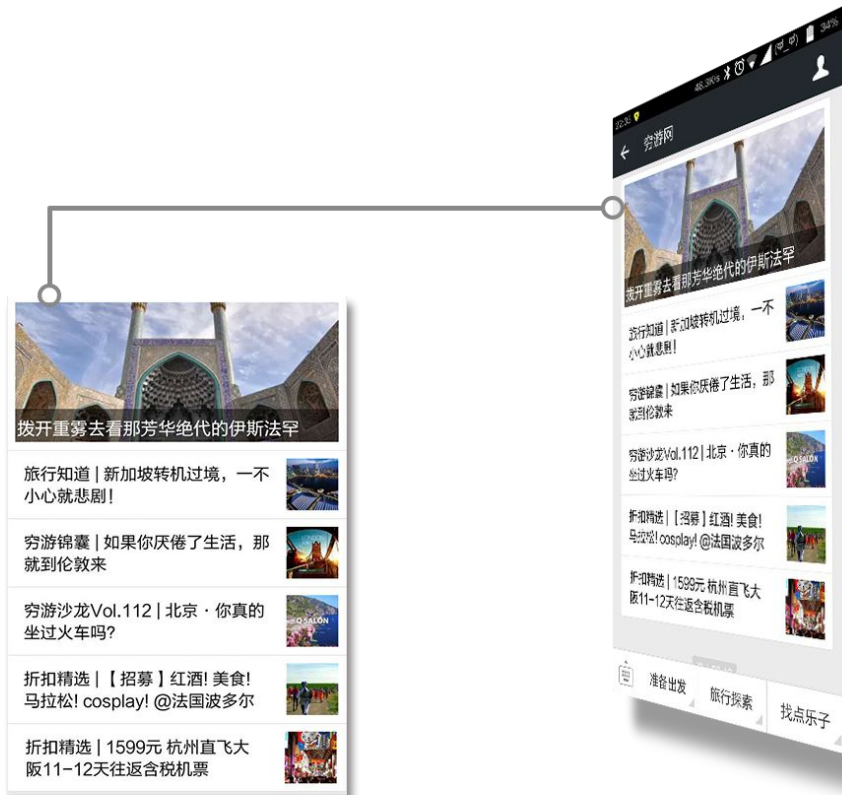 拨开重雾去看那芳华绝代的伊斯法罕
旅行知道 | 新加坡转机过境，一不
小心就悲剧！
穷游锦囊 | 如果你厌倦了生活，那
就到伦敦来
穷游沙龙Vol.112 | 北京 · 你真的
坐过火车吗?
Q SALON
折扣精选 | 【 招募 】红酒! 美食!
马拉松! cosplay! @法国波多尔
折扣精选 | 1599元 杭州直飞大
阪11-12天往返含税机票
22:35
48.3K/s
34%
穷游网
拨开重雾去看那芳华绝代的伊斯法罕
旅行知道 | 新加坡转机过境，一不
小心就悲剧！
穷游锦囊 | 如果你厌倦了生活，那
就到伦敦来
穷游沙龙Vol.112 | 北京 · 你真的
坐过火车吗?
Q SALON
折扣精选 | 【 招募 】红酒! 美食!
马拉松! cosplay! @法国波多尔
折扣精选 | 1599元 杭州直飞大
阪11-12天往返含税机票
准备出发
旅行探索
找点乐子